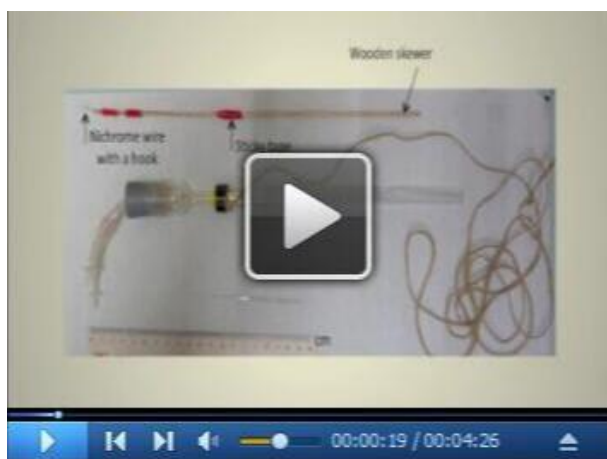 Wooden skewer
Nichrome wire
with a hook
cm
00:00:19 / 00:04:26